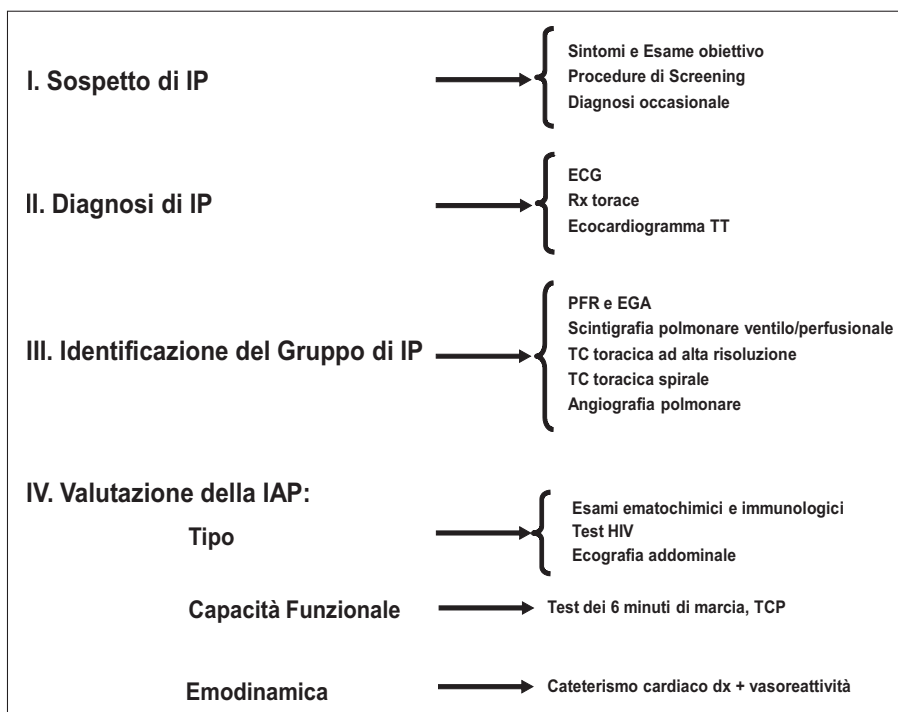 I. Sospetto di IP
Sintomi e Esame obiettivo
Procedure di Screening
Diagnosi occasionale
II. Diagnosi di IP
ECG
Rx torace
Ecocardiogramma TT
III. Identificazione del Gruppo di IP
PFR e EGA
Scintigrafia polmonare ventilo/perfusionale
TC toracica ad alta risoluzione
TC toracica spirale
Angiografia polmonare
IV. Valutazione della IAP:
Tipo
Esami ematochimici e immunologici
Test HIV
Ecografia addominale
Capacità Funzionale
Test dei 6 minuti di marcia, TCP
Emodinamica
Cateterismo cardiaco dx + vasoreattività